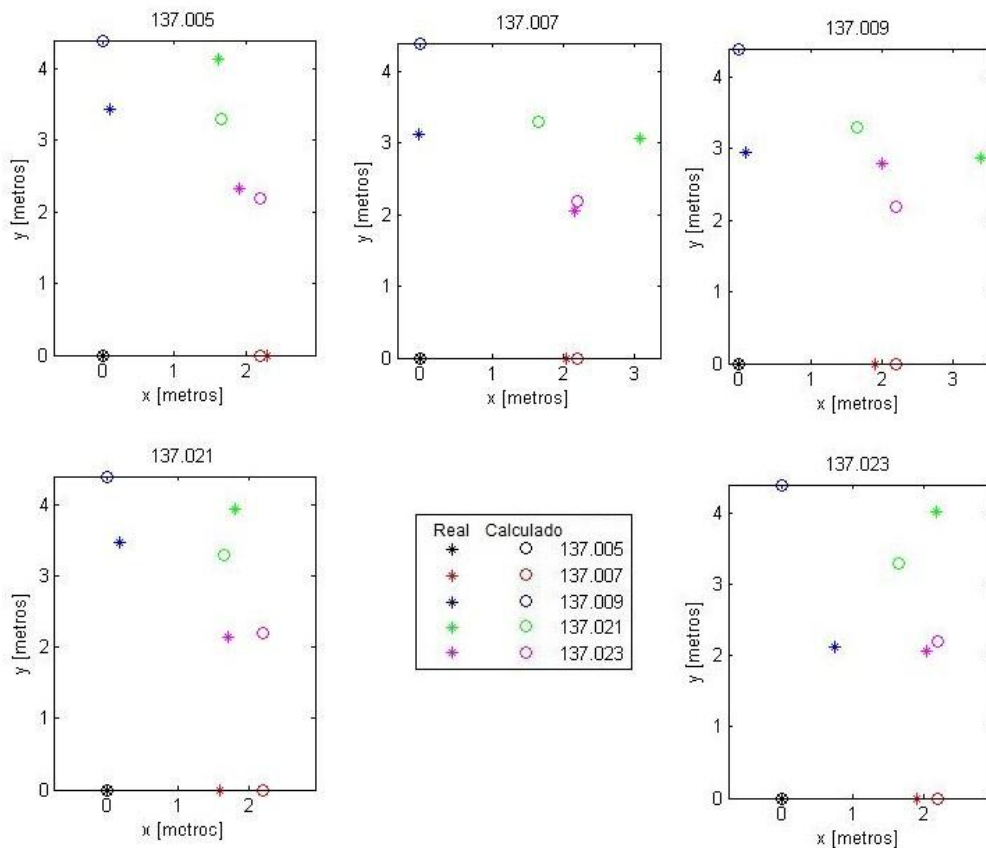 137.005
4
3
2
1
0
y [metros]
0 1 2
x [metros]
137.007
4
3
2
1
0
y [metros]
0 1 2 3
x [metros]
137.009
4
3
2
1
0
y [metros]
0 1 2 3
x [metros]
137.021
4
3
2
1
0
y [metros]
0 1 2
x [metros]
Real Calculado
137.005
137.007
137.009
137.021
137.023
137.023
4
3
2
1
0
y [metros]
0 1 2
x [metros]